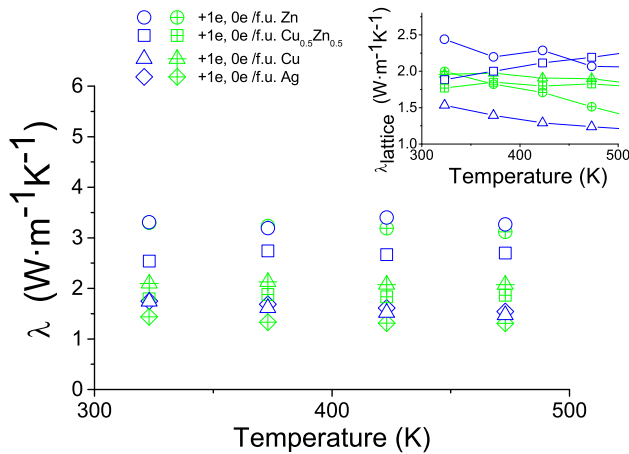 +1e, 0e /f.u. Zn
+1e, 0e /f.u. Cu0.5Zn0.5
+1e, 0e /f.u. Cu
+1e, 0e /f.u. Ag
λlattice (W·m-1K-1)
2.5
2.0
1.5
1.0
300 400 500
Temperature (K)
λ (W·m-1K-1)
6
5
4
3
2
1
0
300 400 500
Temperature (K)